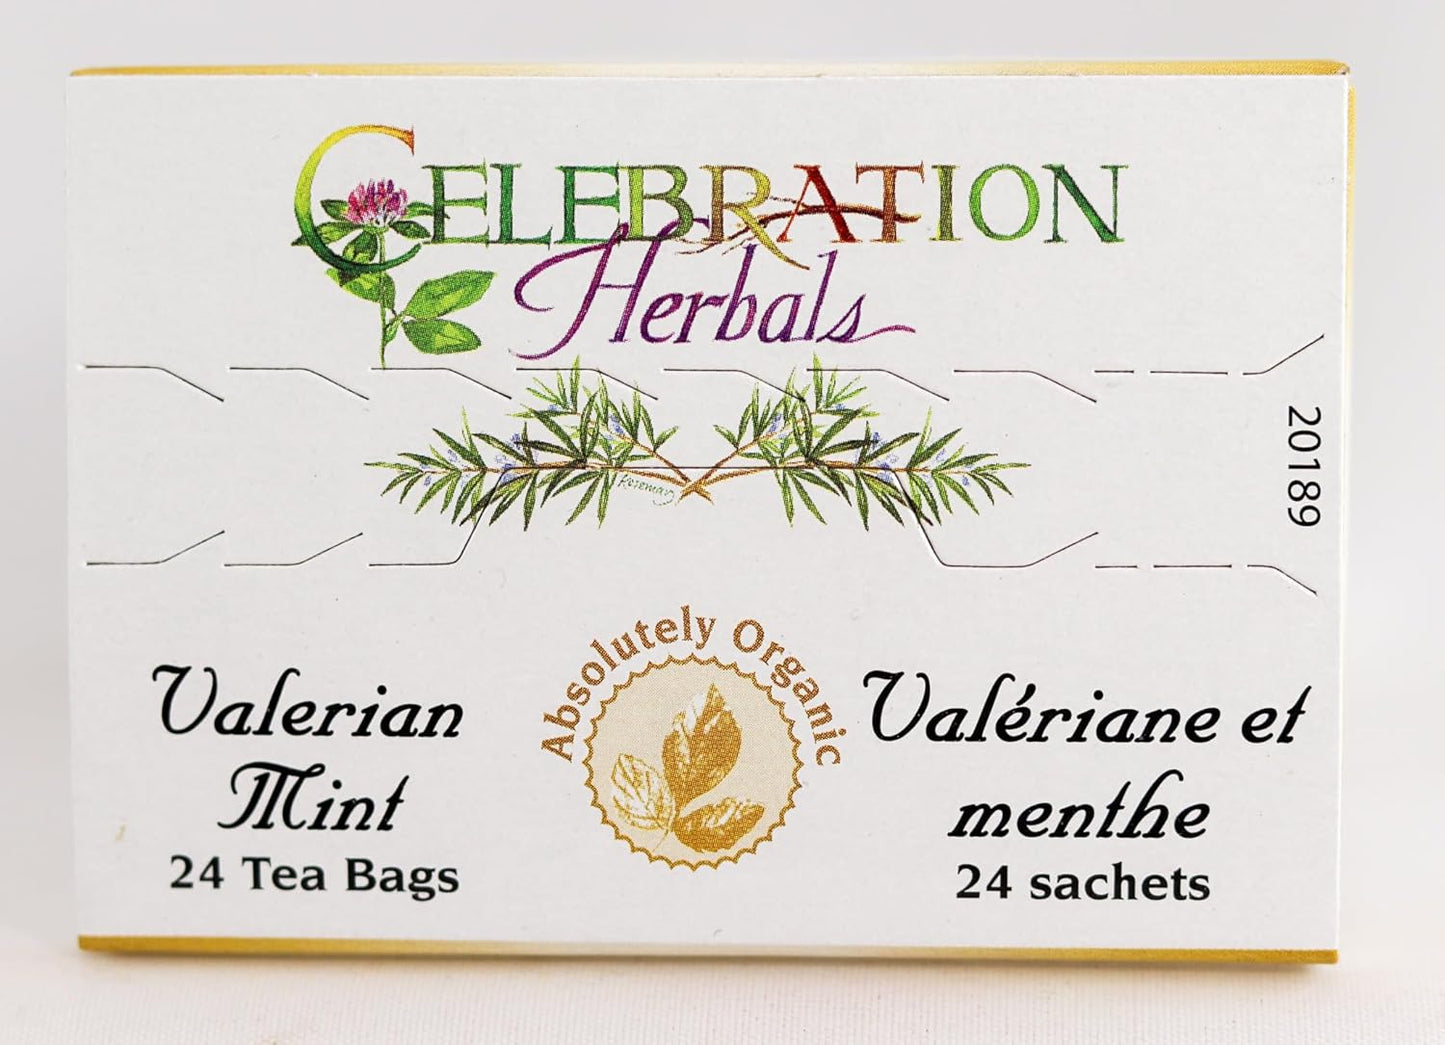 CELEBRATION
Herbals
Rosemary
20189
Absolutely Organic
Valerian
Mint
24 Tea Bags
Valériane et
menthe
24 sachets